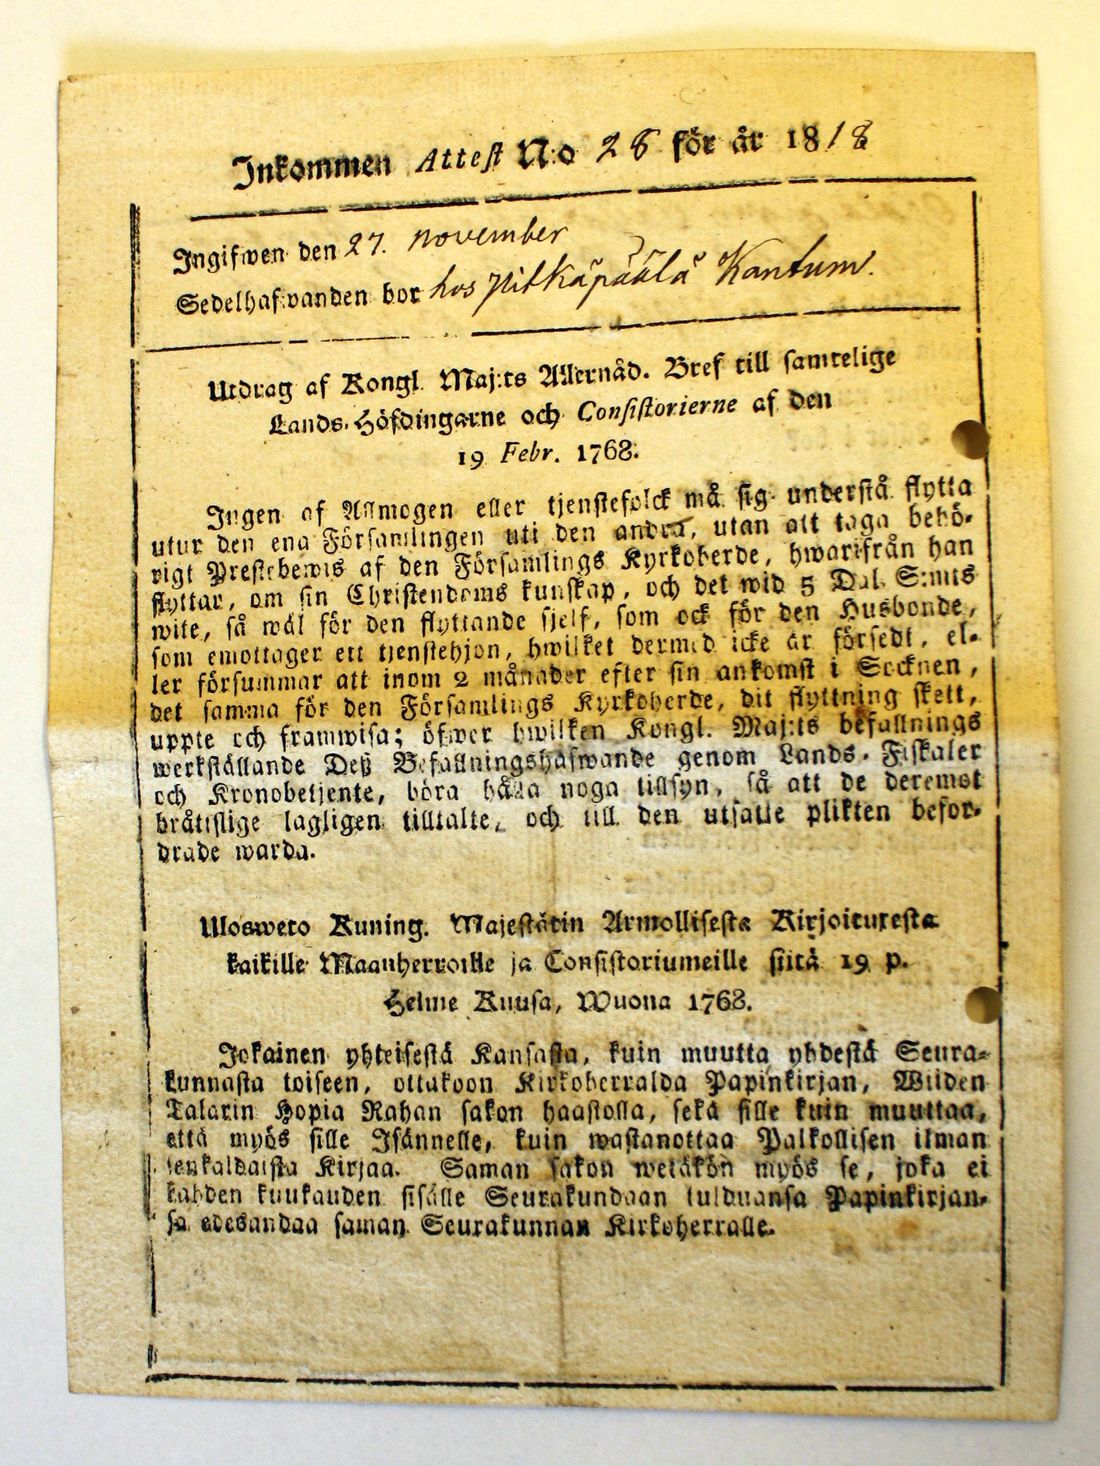 Inkommen Attest No 28 för år 1818
Ingifwen den 27. november
Sedelhafwanden bor hos Pitkäpäälä Kantum.
Utdrag af Kongl. Maj:ts Allernåd. Bref till samtelige
Lands-Höfdingarne och Consistorierne af den
19 Febr. 1768.
Ingen af Allmogen eller tjenstefolck må sig understå flytta
utur den ena Församlingen uti den andra, utan att taga behö-
rigt Prestebewis af den Församlings Kyrkoherde, hwarifrån han
flyttar, om sin Christendoms kunskap, och det wid 5 Dal. S:mts
wite, så wäl för den flyttande sjelf, som ock för den Husbonde,
som emottager ett tjenstehjon, hwilket dermed icke är försedt, el-
ler försummar att inom 2 månader efter sin ankomst i Socknen,
det samma för den Församlings Kyrkoherde, dit flyttning skett,
uppte och framwisa; öfwer hwilken Kongl. Maj:ts befallnings
werkställande Deß Befallningshafwande genom Lands-Fiskaler
och Kronobetjente, böra hålla noga tillsyn, så att de deremot
bråttslige lagligen tilltalte, och till den utsatte plikten befor-
drade warda.
Ulosweto Kuning. Majestätin Armollisesta Kirjoituresta
kaikille Maanherroille ja Consistoriumeille siitä 19 p.
Helme Kuusa, Wuona 1768.
Jokainen yhteisestä Kansasta, kuin muutta yhdestä Seura-
kunnasta toiseen, ottakoon Kirkoherralda Papinkirjan, Wiiden
Talarin Hopia Rahan sakon haastolla, sekä sille kuin muuttaa,
että myös sille Isännelle, kuin wastanottaa Palkollisen ilman
senkaldaista Kirjaa. Saman sakon wetäkön myös se, joka ei
kahden kuukauden sisälle Seurakundaan tulduansa Papinkirjan-
sa edesandaa saman Seurakunnan Kirkoherralle.